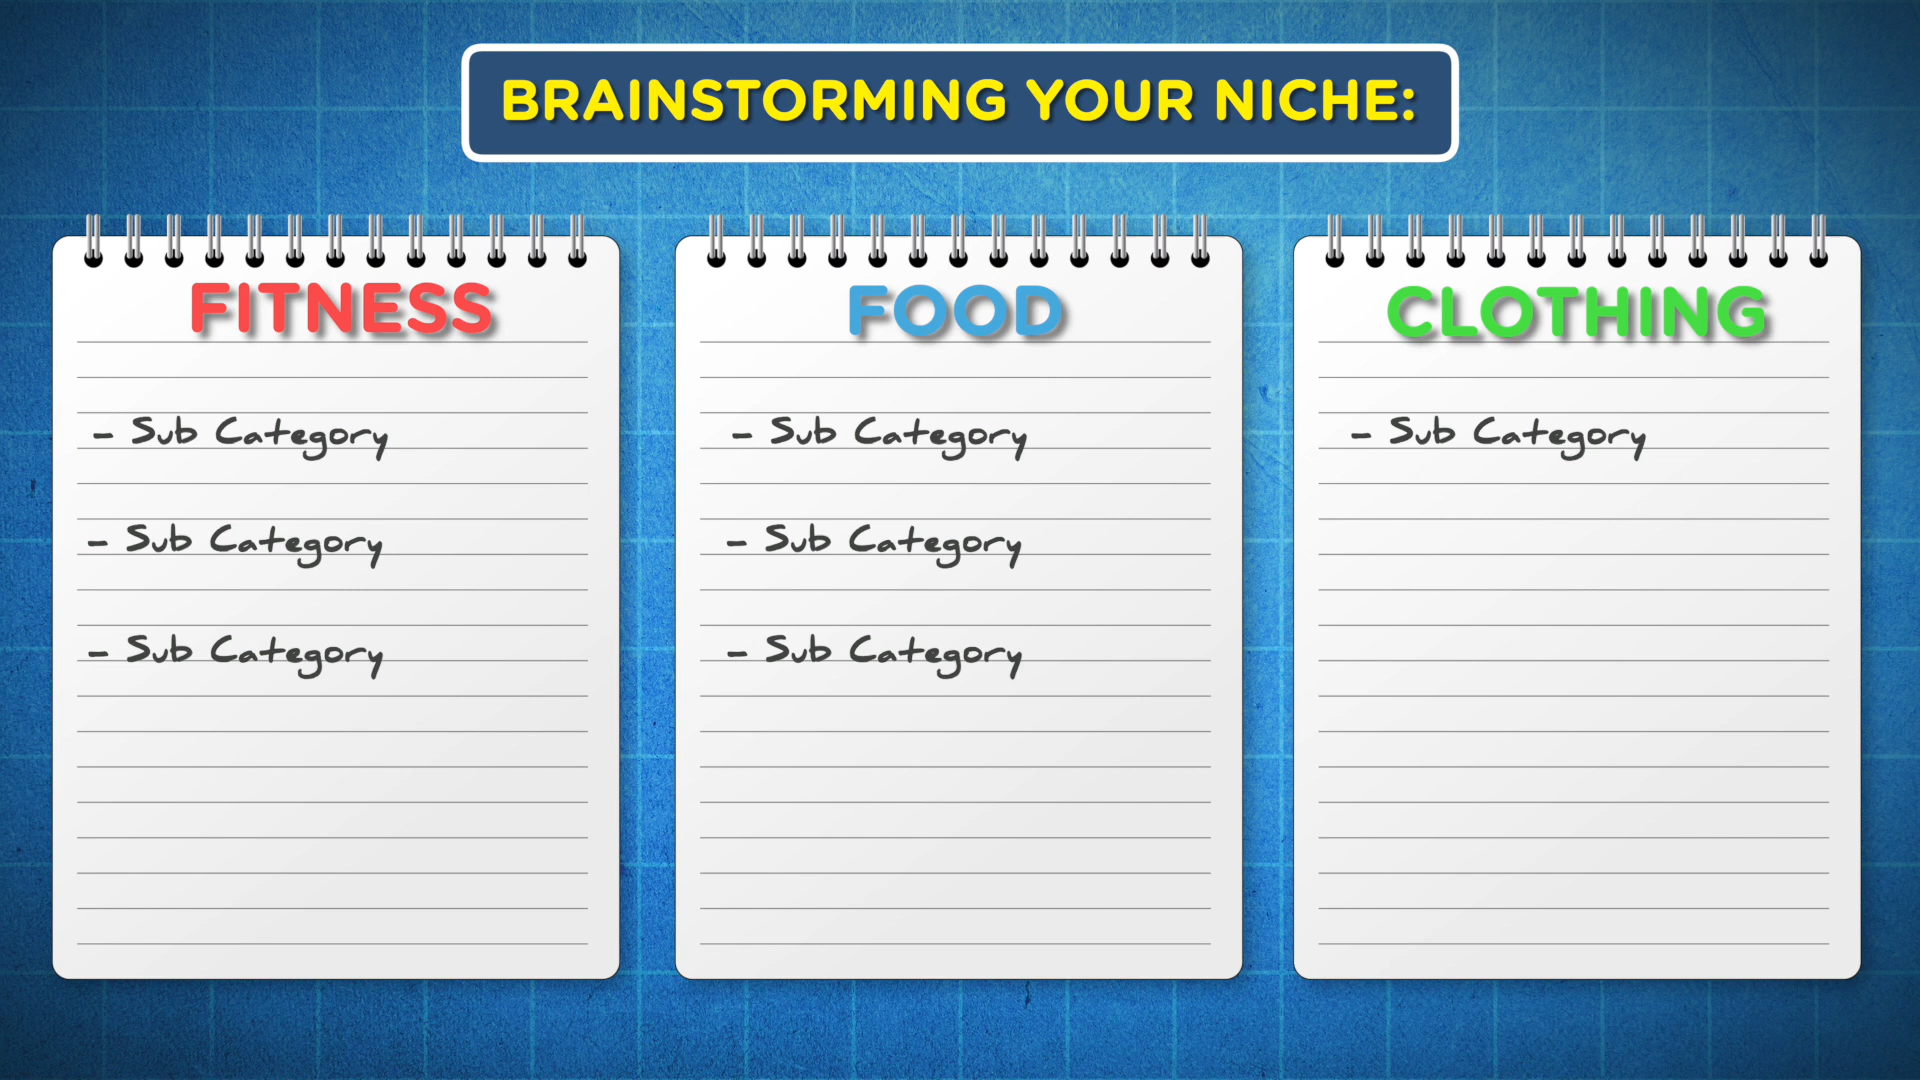 BRAINSTORMING YOUR NICHE:
FITNESS
- Sub Category
- Sub Category
- Sub Category
FOOD
- Sub Category
- Sub Category
- Sub Category
CLOTHING
- Sub Category